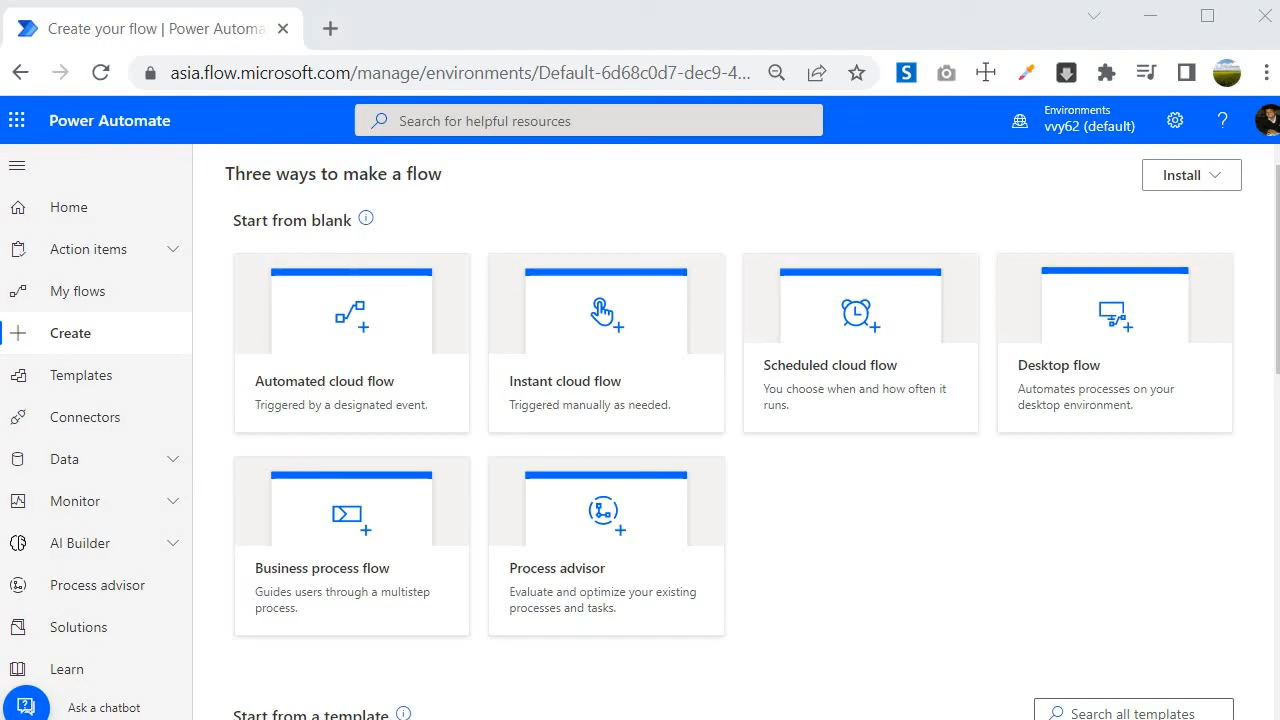 Create your flow | Power Automa
asia.flow.microsoft.com/manage/environments/Default-6d68c0d7-dec9-4...
S
Power Automate
Search for helpful resources
Environments
vvy62 (default)
?
Three ways to make a flow
Install
Home
Action items
My flows
Create
Templates
Connectors
Data
Monitor
AI Builder
Process advisor
Solutions
Learn
Ask a chatbot
Start from blank
Automated cloud flow
Triggered by a designated event.
Instant cloud flow
Triggered manually as needed.
Scheduled cloud flow
You choose when and how often it
runs.
Desktop flow
Automates processes on your
desktop environment.
Business process flow
Guides users through a multistep
process.
Process advisor
Evaluate and optimize your existing
processes and tasks.
Start from a template
Search all templates